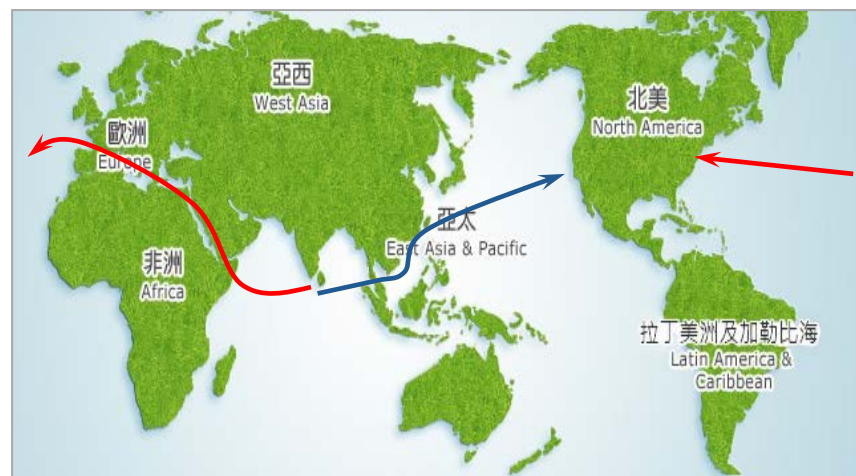 亞西
West Asia
北美
North America
歐洲
Europe
亞太
East Asia & Pacific
非洲
Africa
拉丁美洲及加勒比海
Latin America &
Caribbean